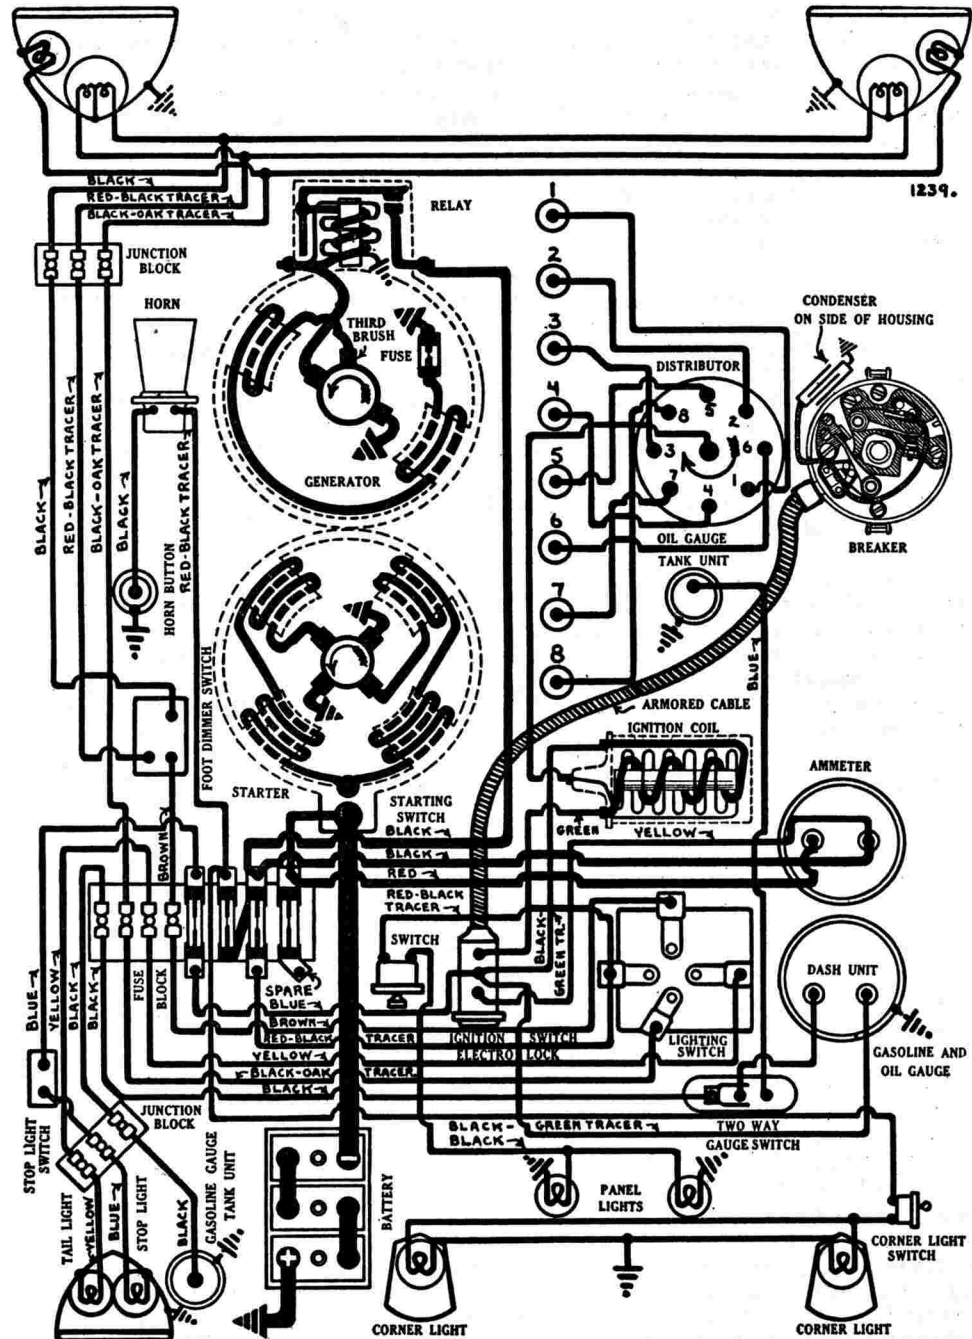 BLACK
RED-BLACK TRACER
BLACK-OAK TRACER
1239.
RELAY
JUNCTION
BLOCK
HORN
THIRD
BRUSH
FUSE
GENERATOR
1
2
3
4
5
6
7
8
CONDENSER
ON SIDE OF HOUSING
DISTRIBUTOR
8
5
2
3
6
7
4
1
BREAKER
OIL GAUGE
TANK UNIT
BLUE
BLACK
RED-BLACK TRACER
BLACK-OAK TRACER
BLACK
RED-BLACK TRACER
HORN BUTTON
FOOT DIMMER SWITCH
ARMORED CABLE
IGNITION COIL
AMMETER
STARTER
STARTING
SWITCH
BLACK
GREEN
YELLOW
BLACK
RED
RED-BLACK
TRACER
BROWN
SWITCH
BLACK-
GREEN TR.
DASH UNIT
FUSE
BLOCK
SPARE
BLUE
BROWN
RED-BLACK TRACER
YELLOW
BLACK-OAK TRACER
BLACK
IGNITION SWITCH
ELECTRO LOCK
LIGHTING
SWITCH
GASOLINE AND
OIL GAUGE
BLUE
YELLOW
BLACK
BLACK
STOP LIGHT
SWITCH
JUNCTION
BLOCK
BLACK-
GREEN TRACER
BLACK
TWO WAY
GAUGE SWITCH
TAIL LIGHT
YELLOW
BLUE
STOP LIGHT
BLACK
GASOLINE GAUGE
TANK UNIT
BATTERY
PANEL
LIGHTS
CORNER LIGHT
SWITCH
CORNER LIGHT
CORNER LIGHT